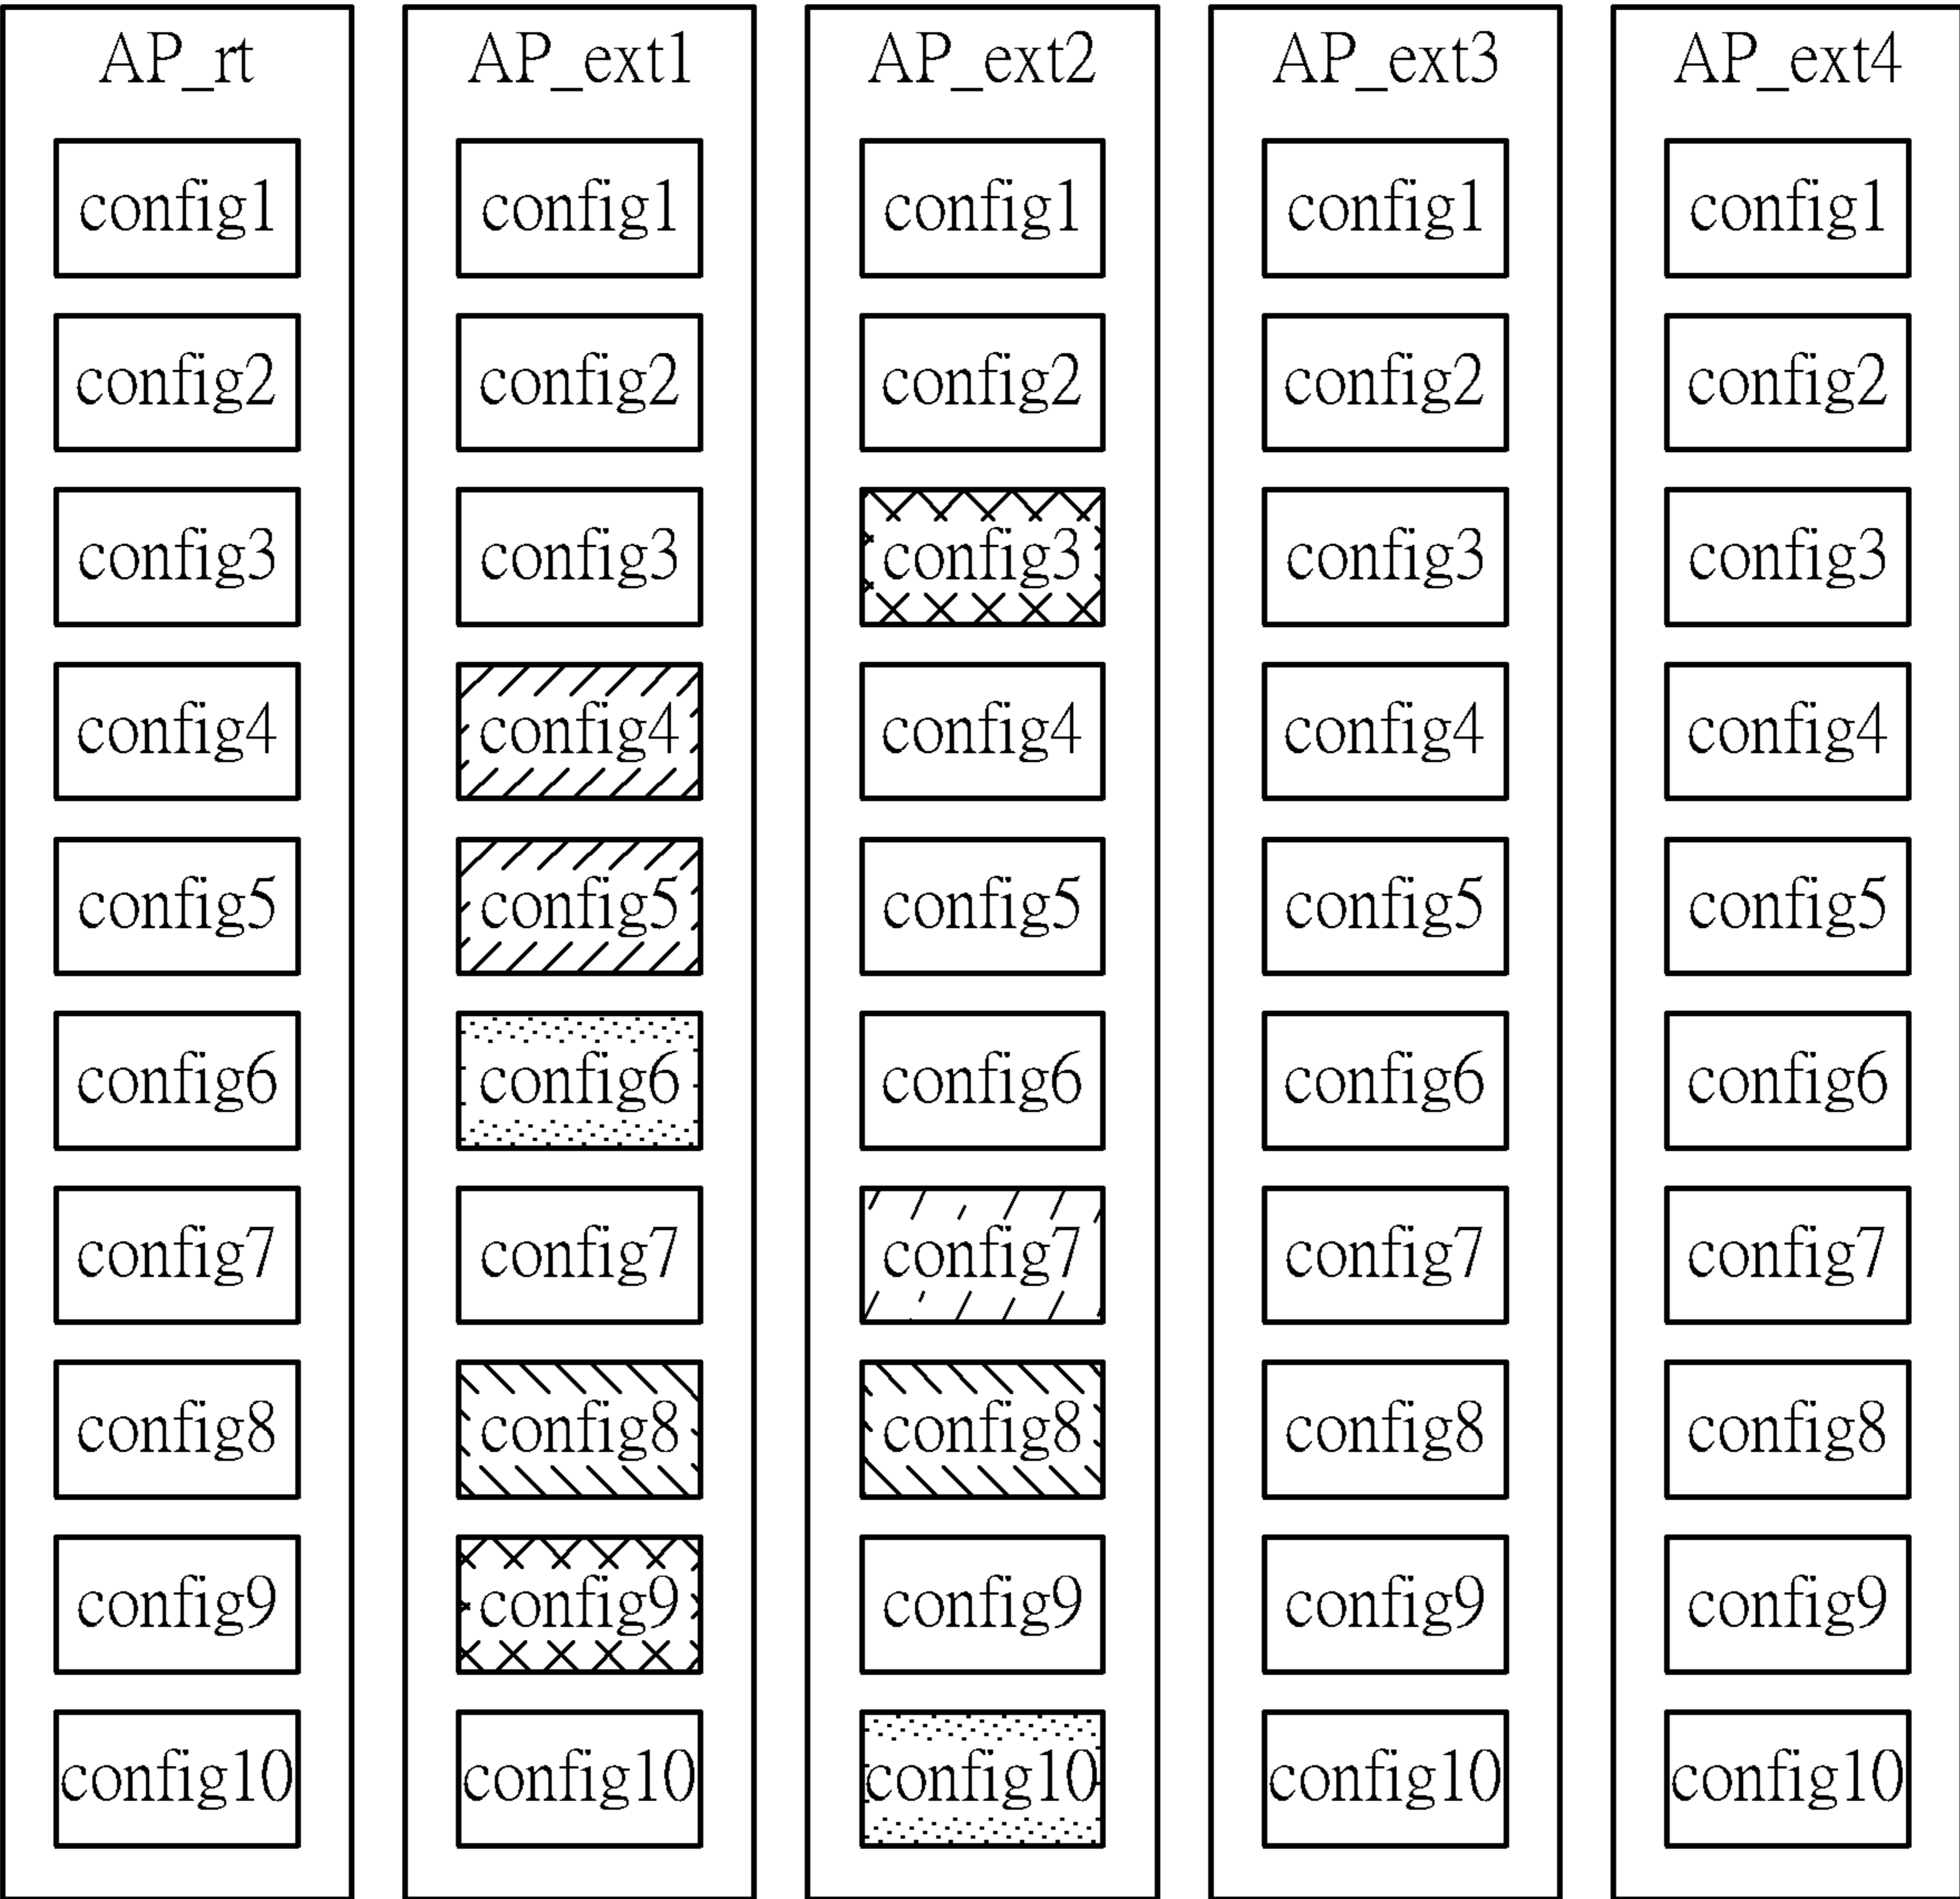 AP_rt AP_ext1 AP_ext2 AP_ext3 AP_ext4
config1 config1 config1 config1 config1
config2 config2 config2 config2 config2
config3 config3 config3 config3 config3
config4 config4 config4 config4 config4
config5 config5 config5 config5 config5
config6 config6 config6 config6 config6
config7 config7 config7 config7 config7
config8 config8 config8 config8 config8
config9 config9 config9 config9 config9
config10 config10 config10 config10 config10